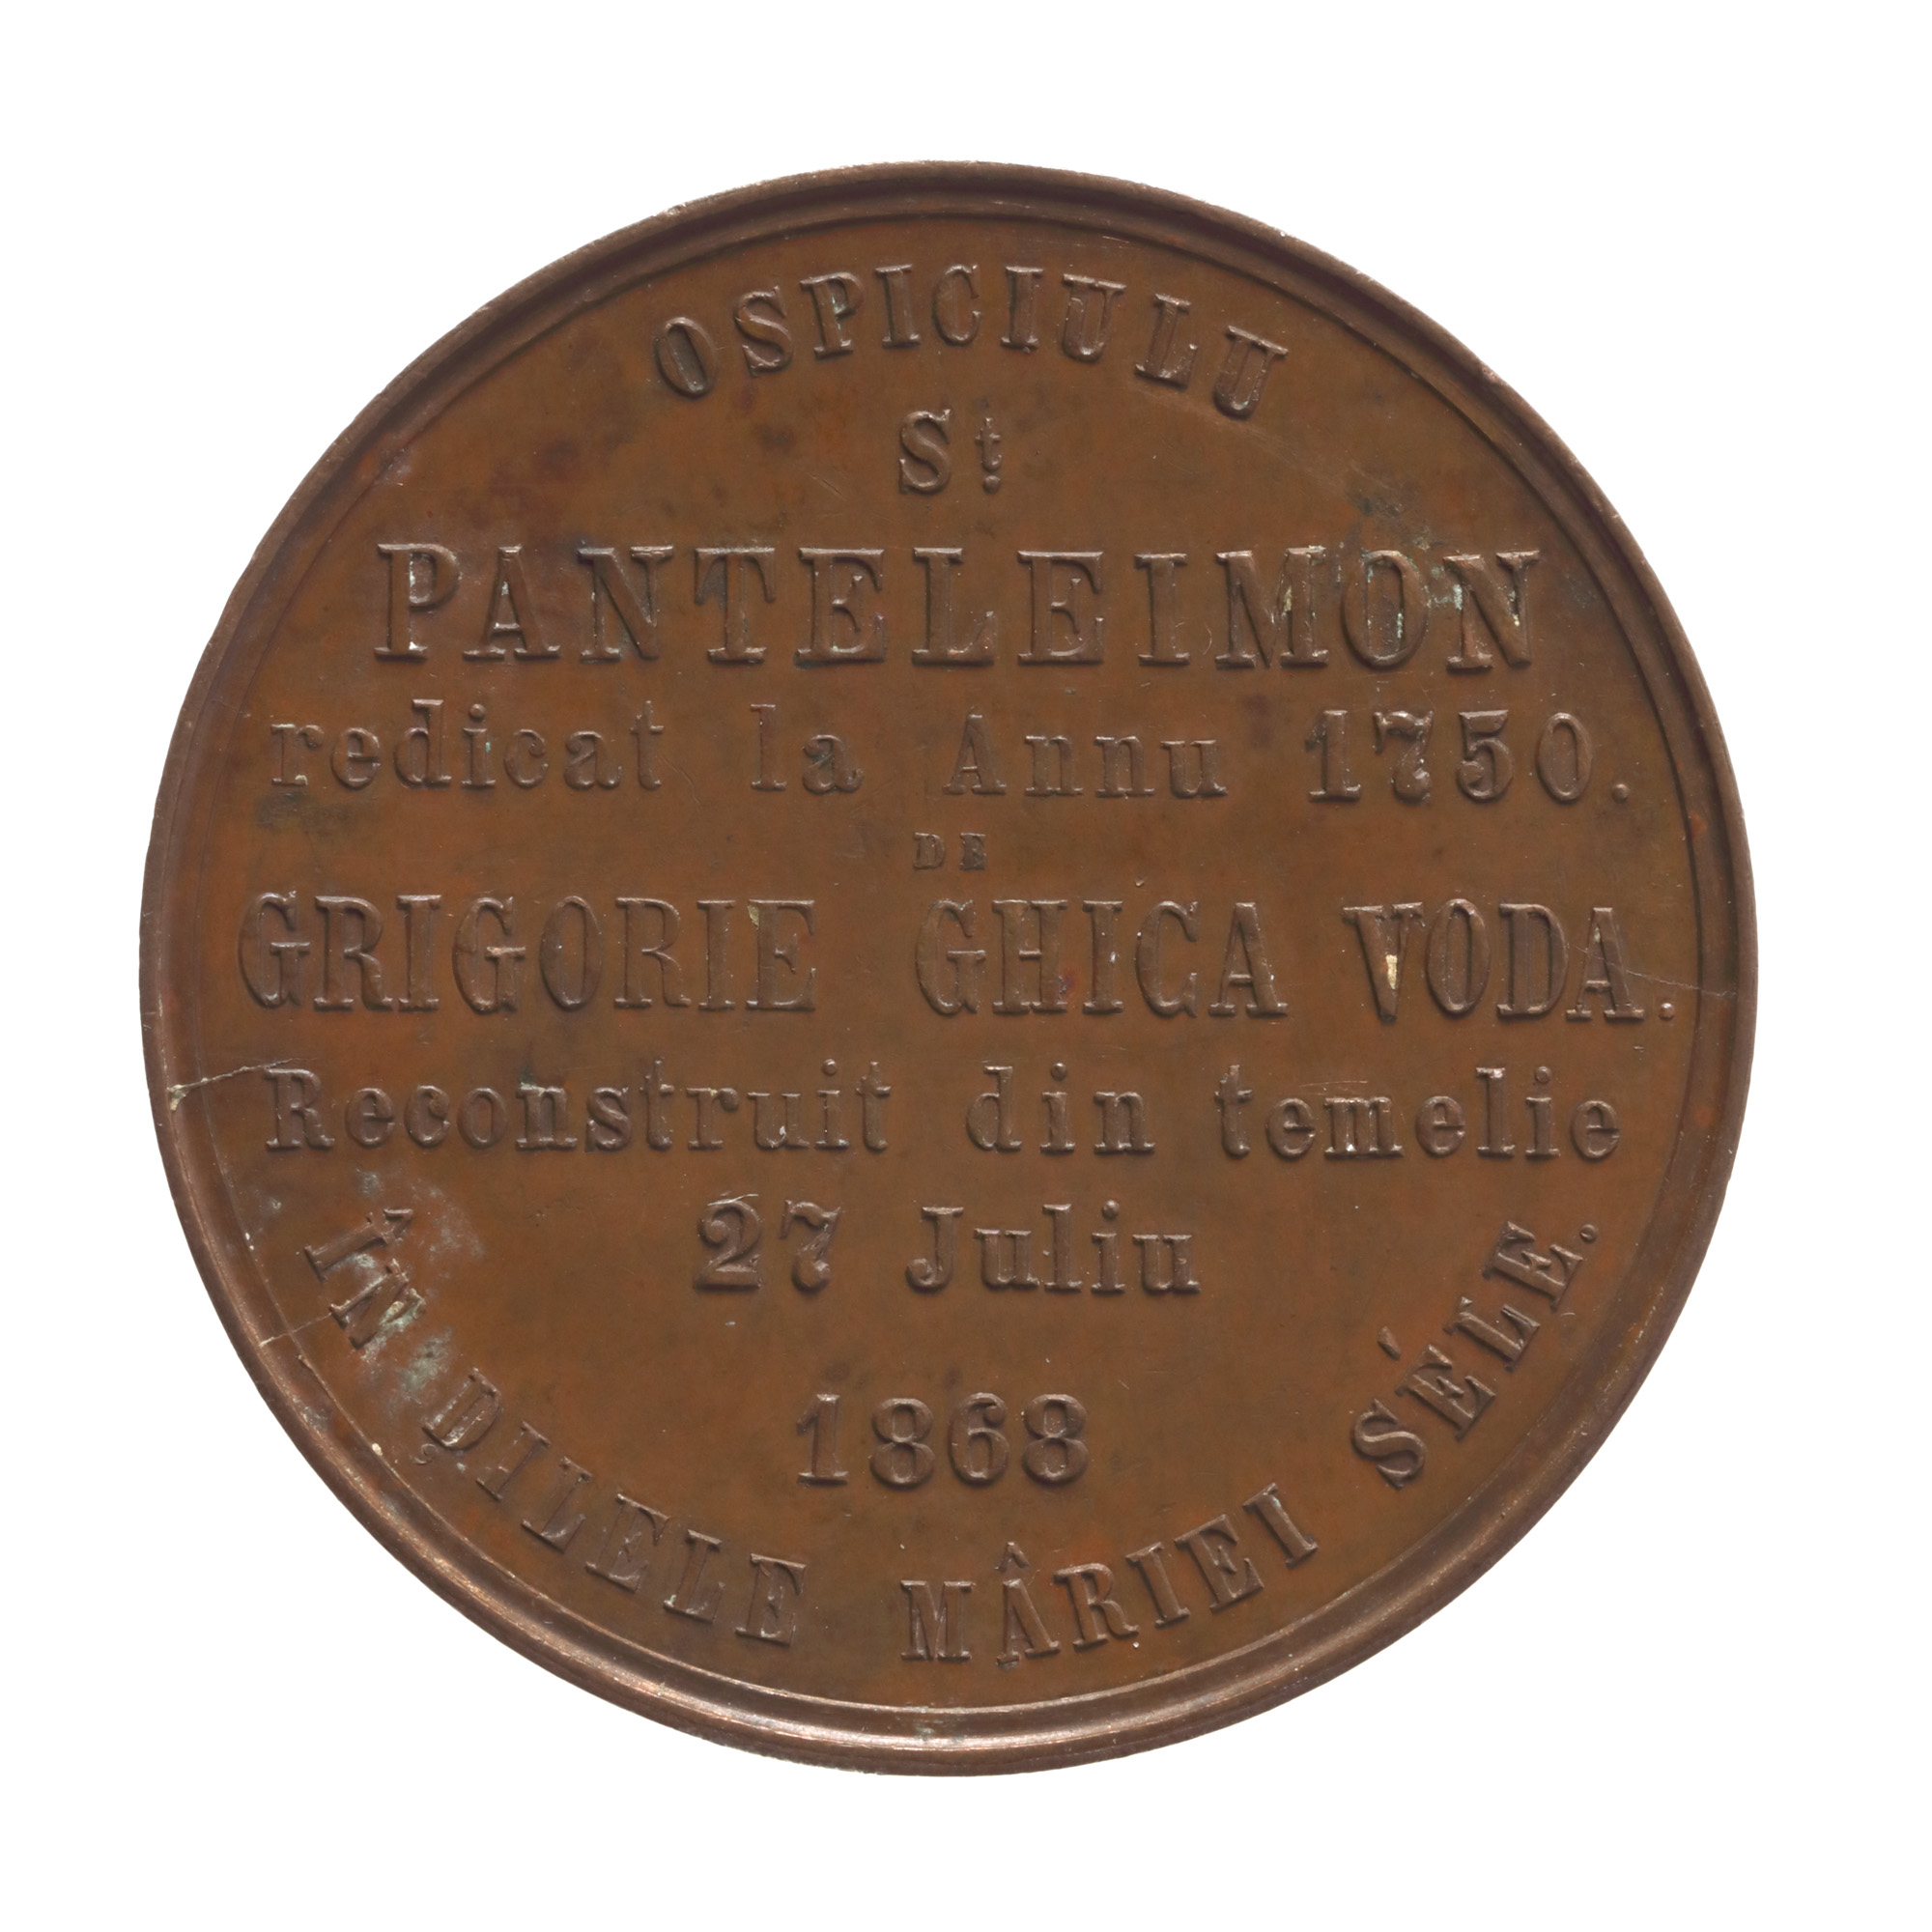 OSPICIULU
St
PANTELEIMON
redicat la Annu 1750.
DE
GRIGORIE GHICA VODA.
Reconstruit din temelie
27 Juliu
1868
ÎN D̦ILELE MÂRIEI SÉLE.